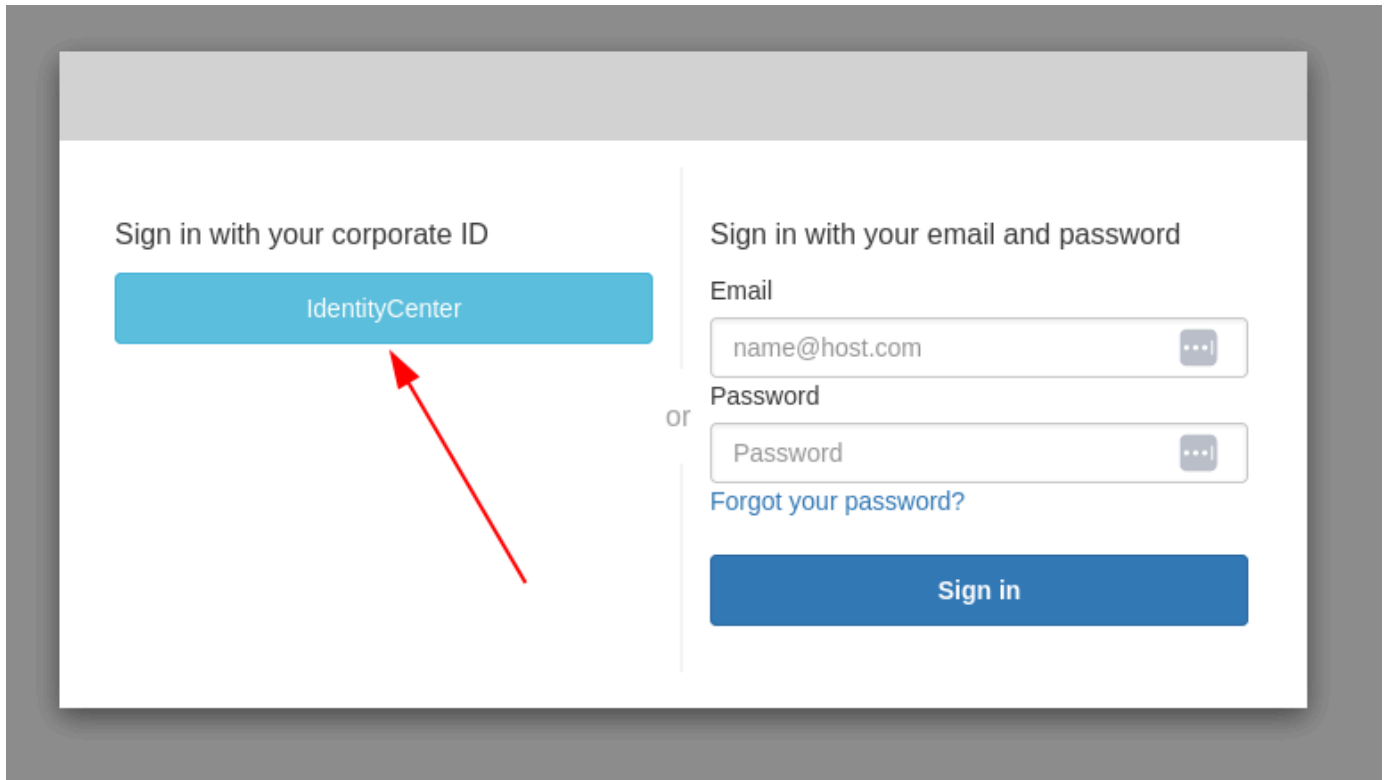 Sign in with your corporate ID
IdentityCenter
or
Sign in with your email and password
Email
name@host.com
Password
Password
Forgot your password?
Sign in